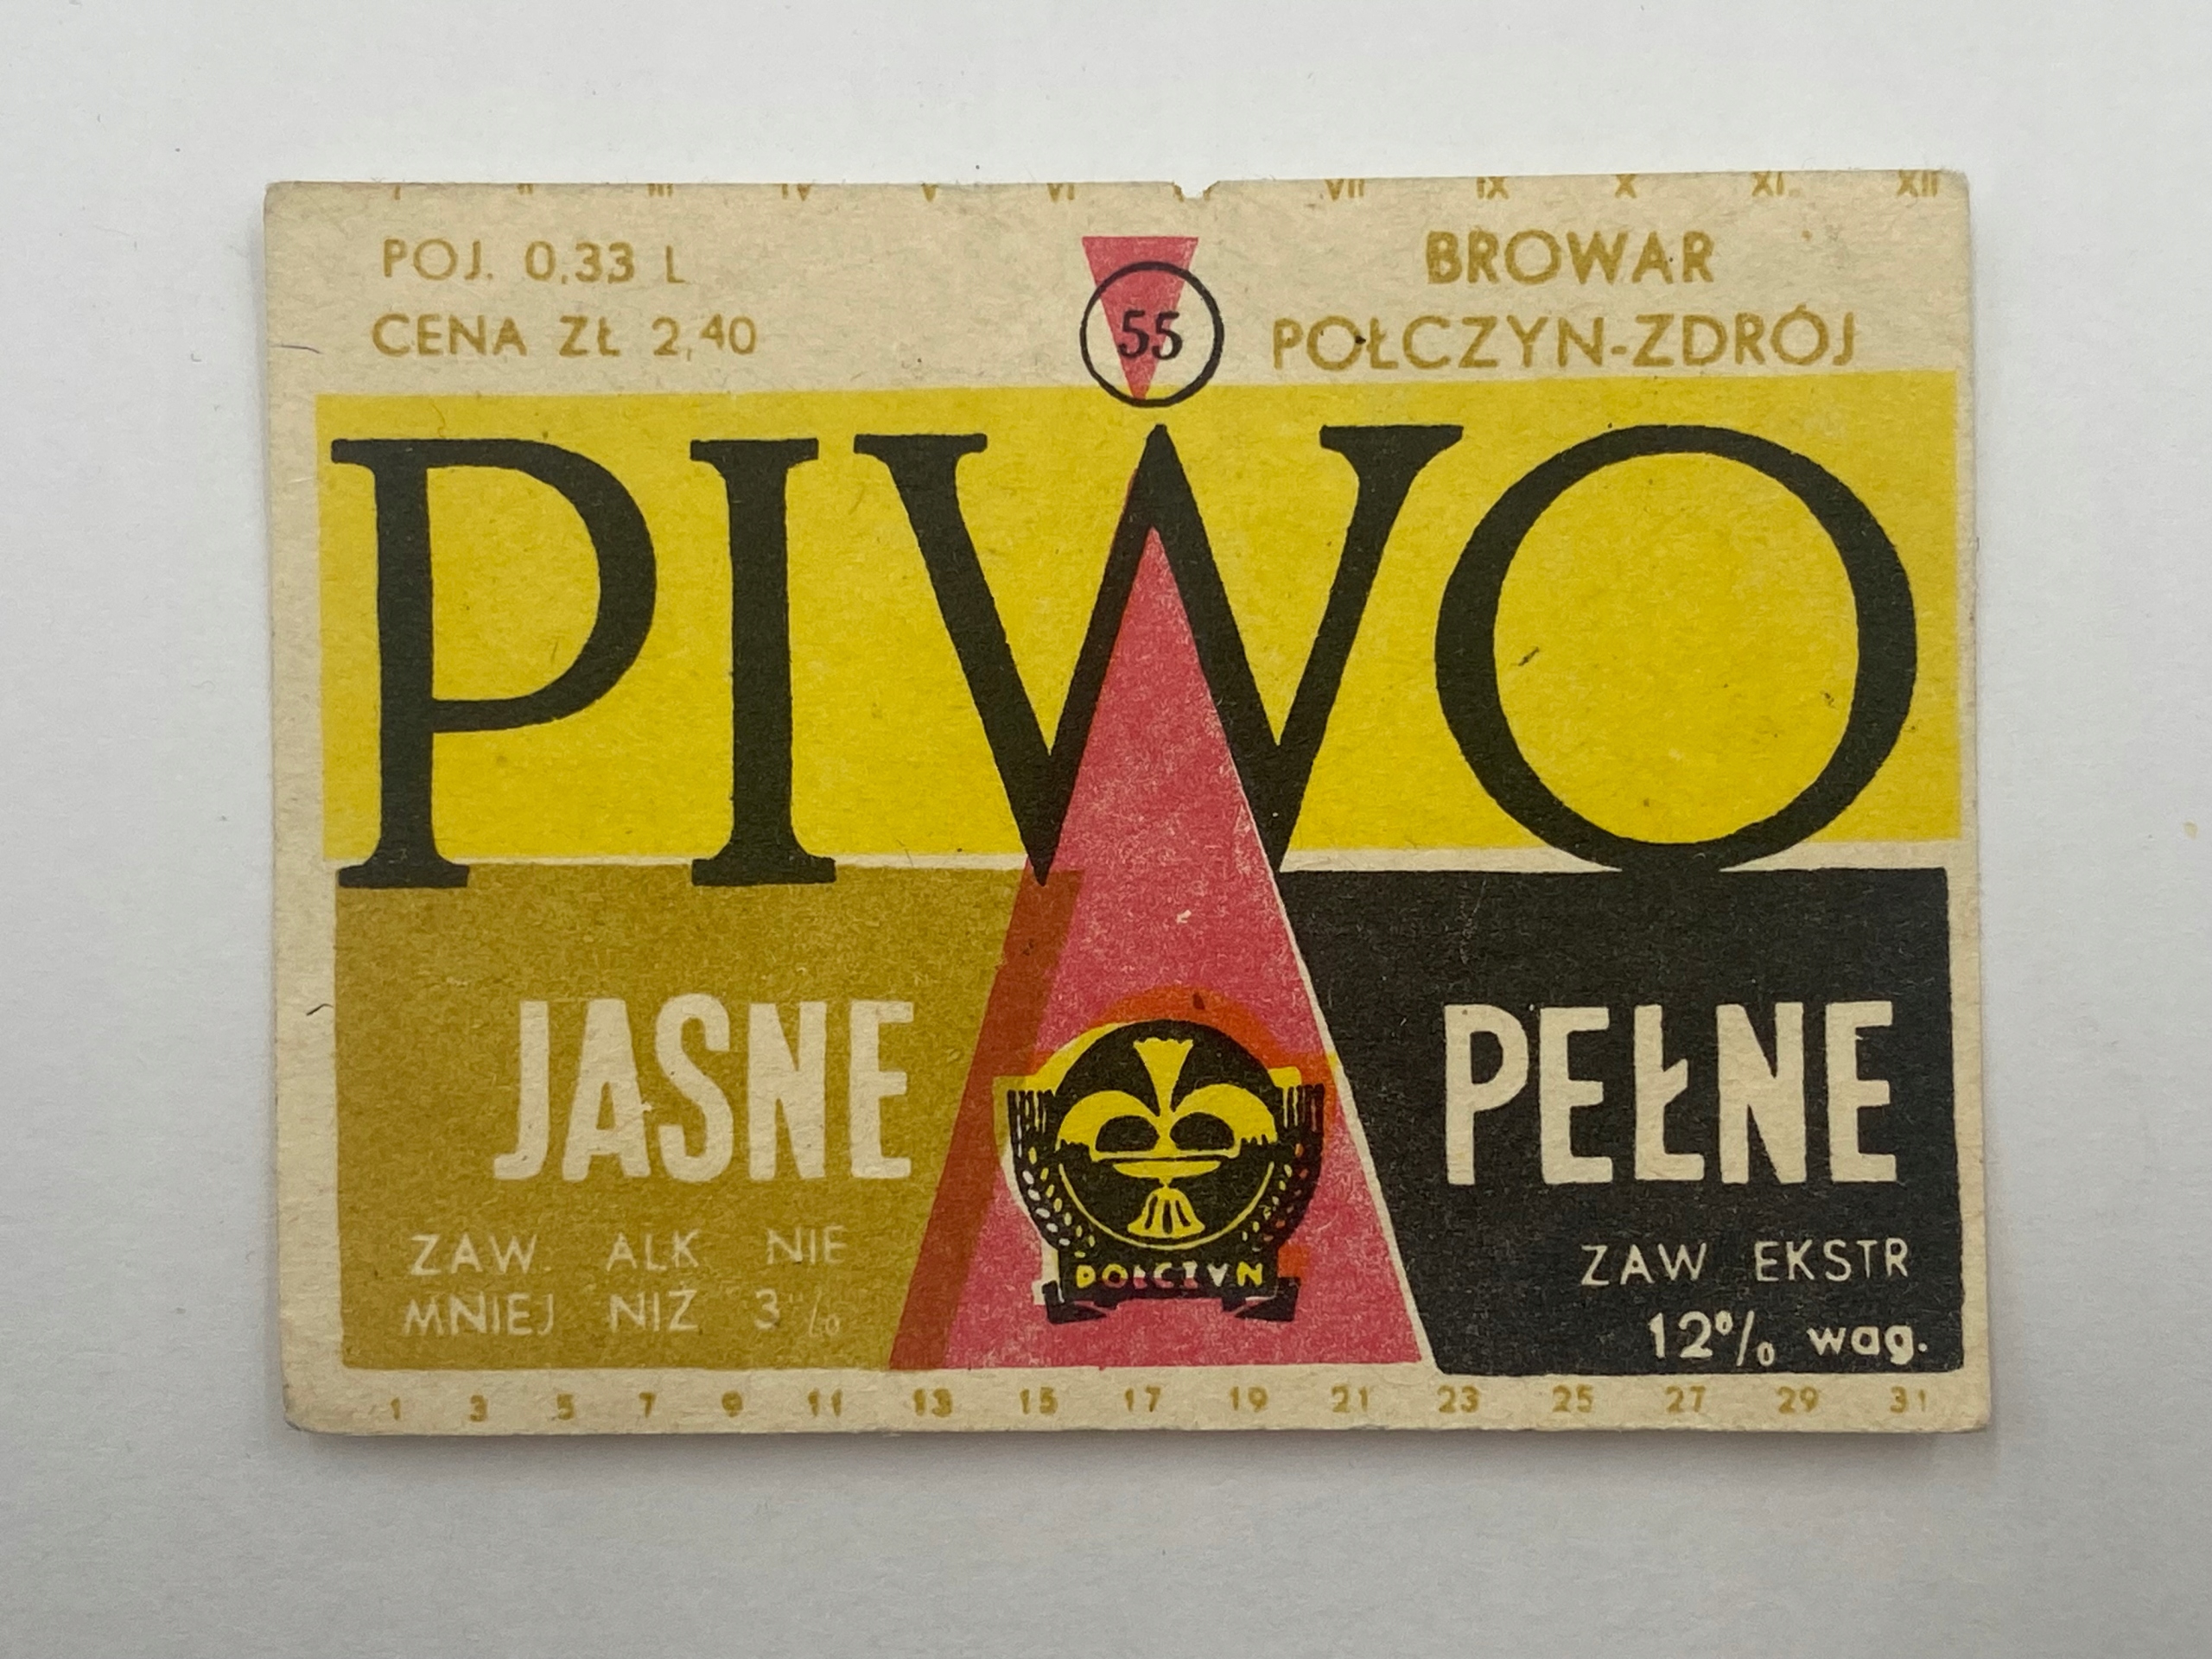 I II III IV V VI VII IX X XI XII
POJ. 0,33 L
CENA ZŁ 2,40
55
BROWAR
POŁCZYN-ZDRÓJ
PIWO
JASNE
PEŁNE
ZAW. ALK NIE
MNIEJ NIŻ 3%
POŁCZYN
ZAW EKSTR
12% wag.
1 3 5 7 9 11 13 15 17 19 21 23 25 27 29 31